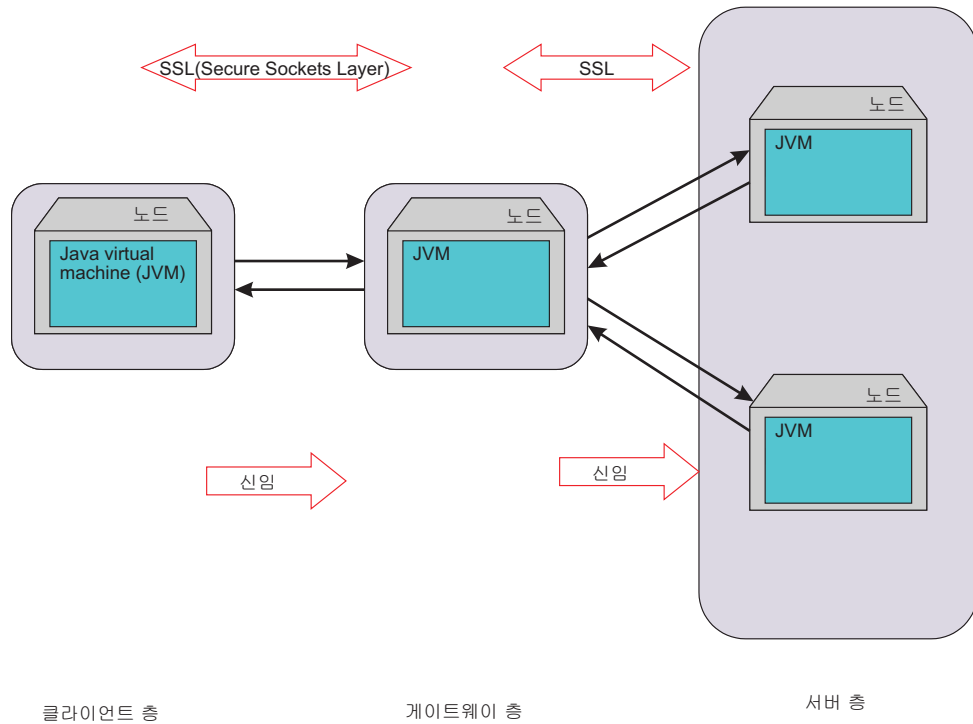 SSL(Secure Sockets Layer)
SSL
노드
JVM
노드
Java virtual
machine (JVM)
노드
JVM
노드
JVM
신임
신임
클라이언트 층
게이트웨이 층
서버 층